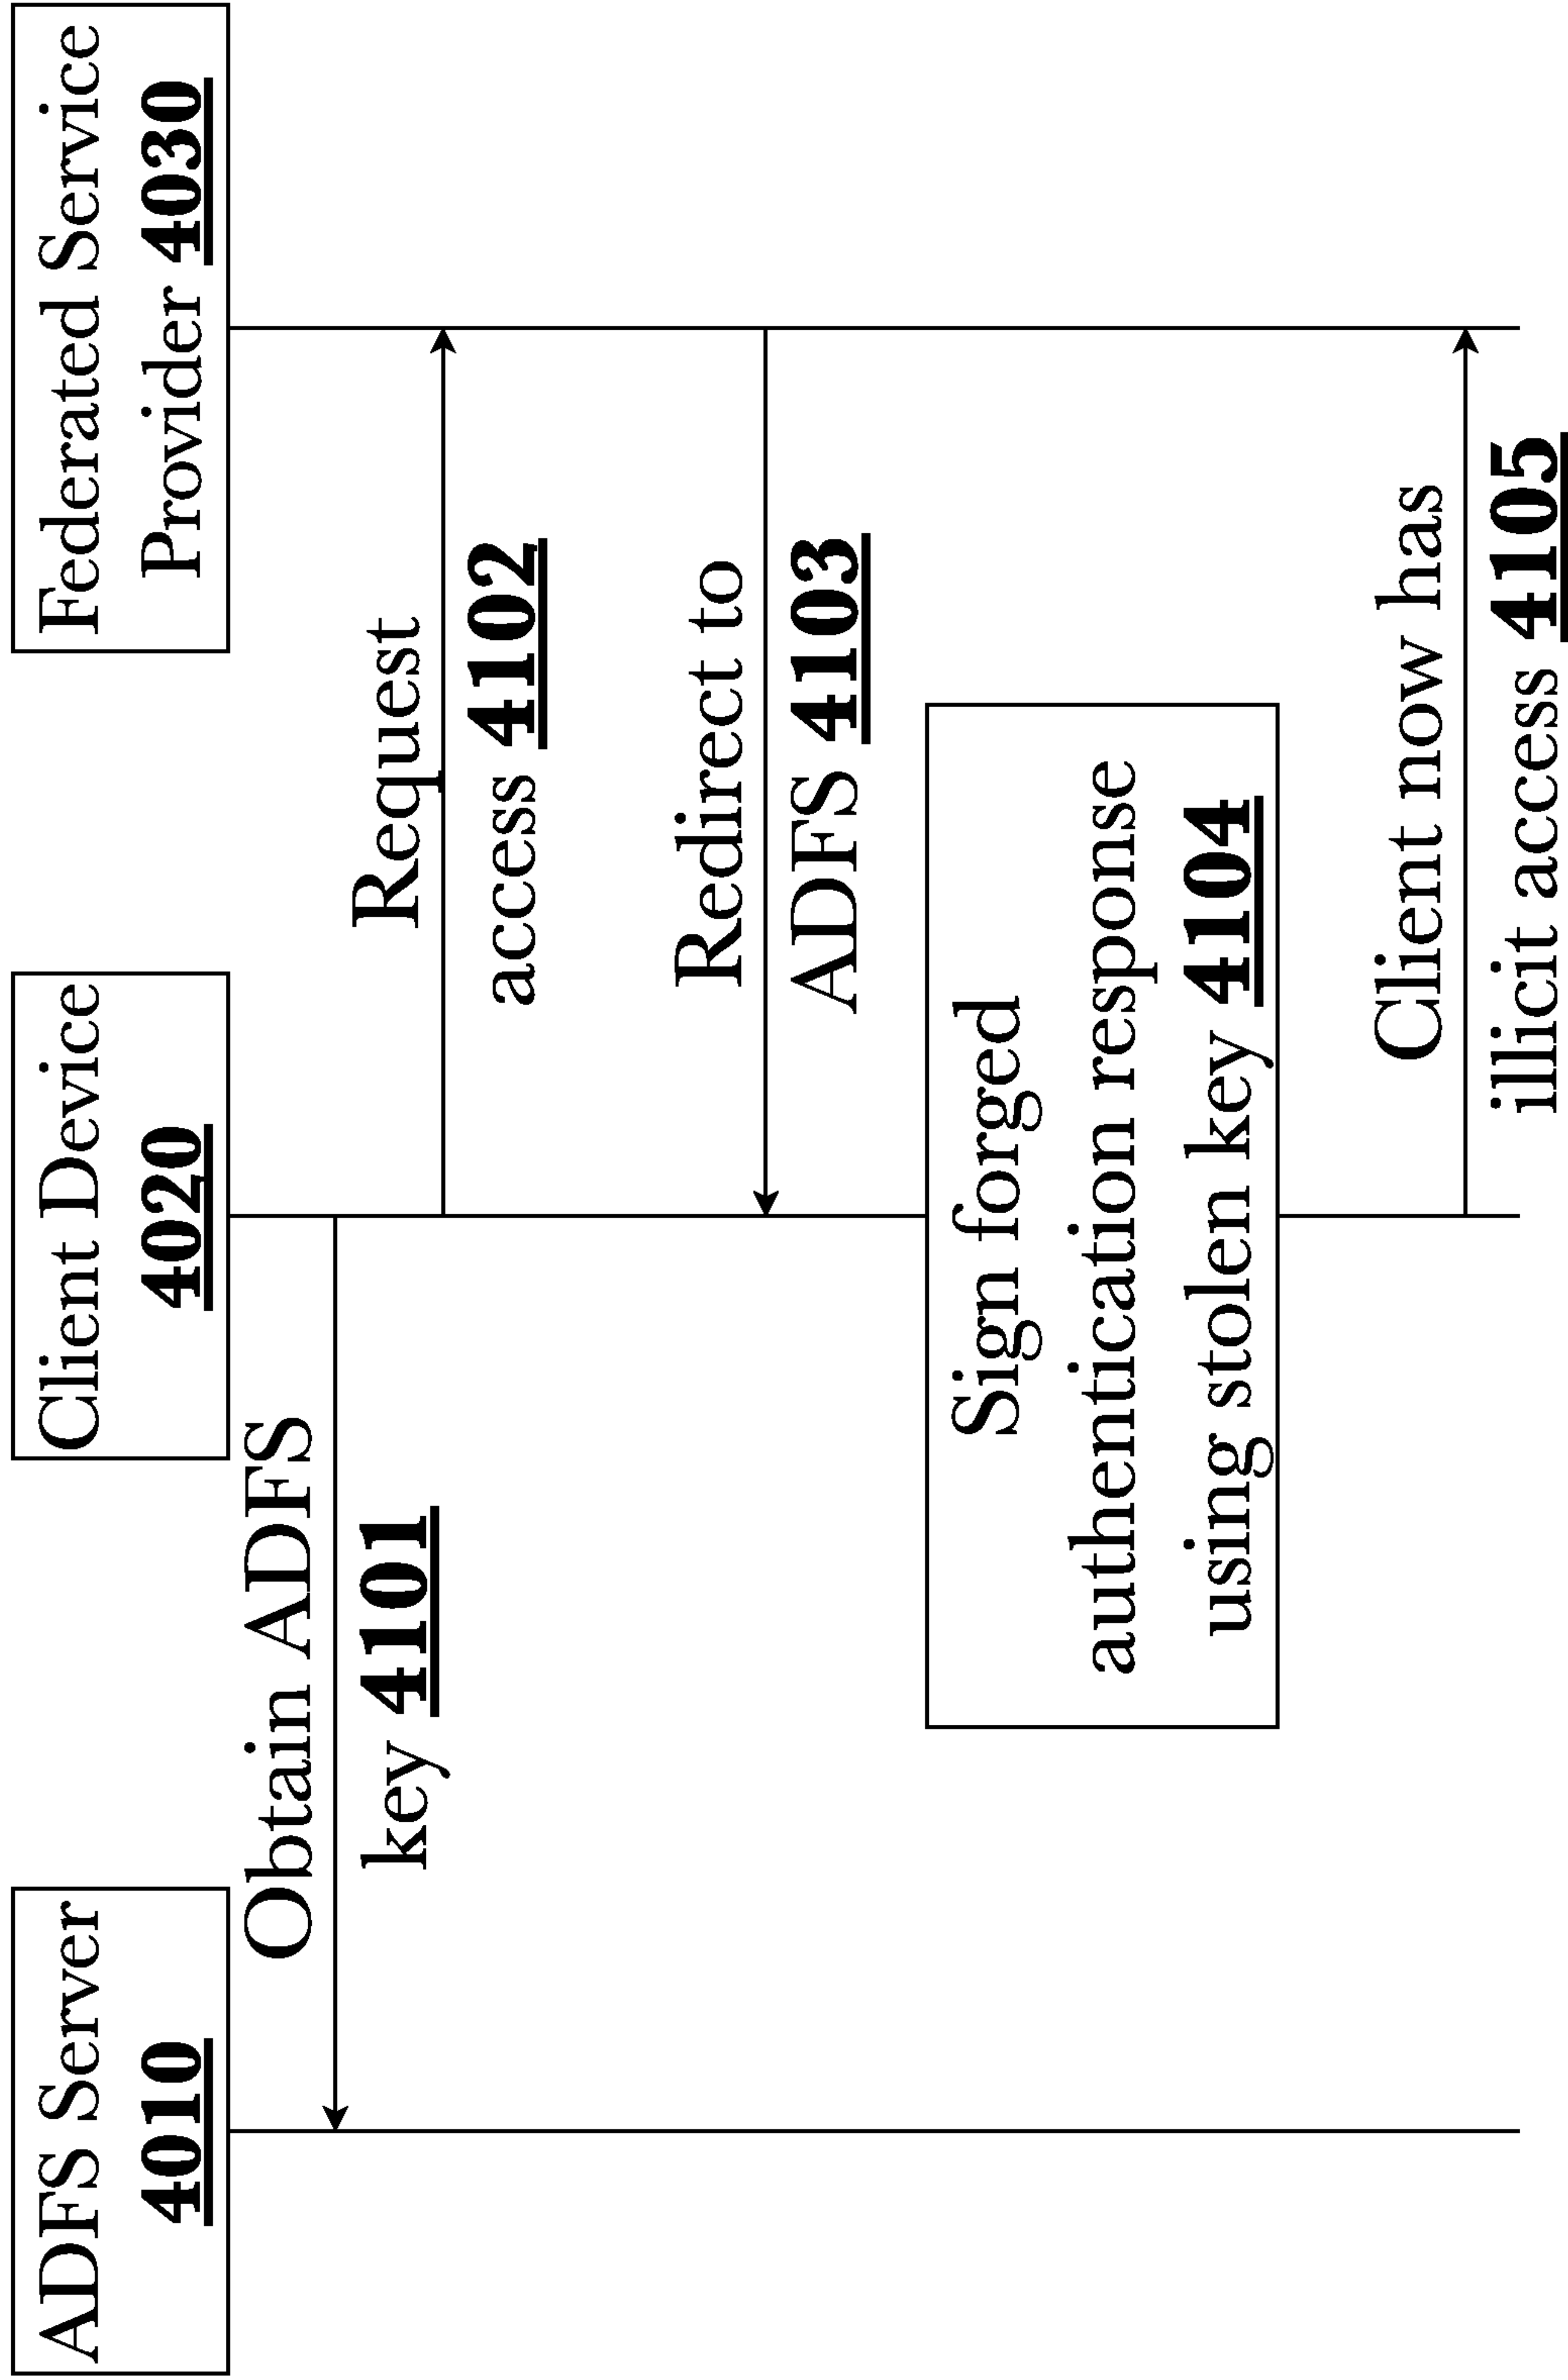 ADFS Server
4010
Client Device
4020
Federated Service
Provider 4030
Obtain ADFS
key 4101
Request
access 4102
Redirect to
ADFS 4103
Sign forged
authentication response
using stolen key 4104
Client now has
illicit access 4105